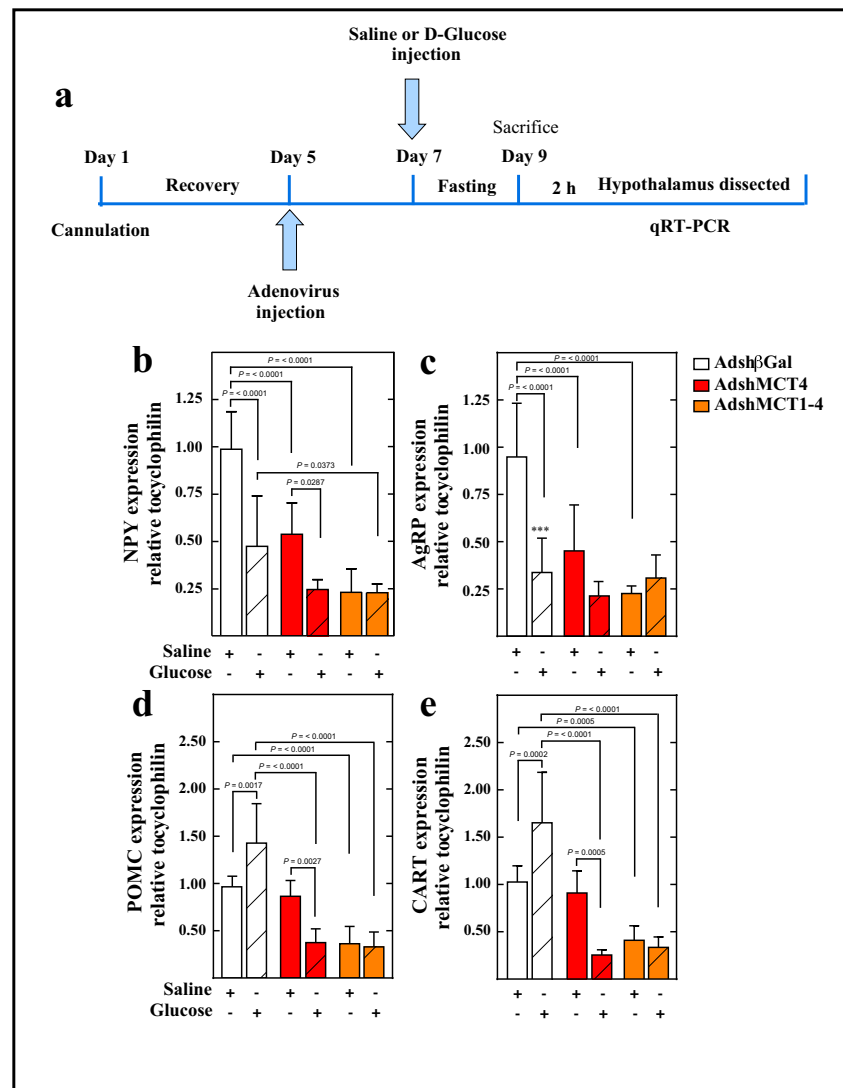 Saline or D-Glucose
injection
a
Sacrifice
Day 1 Day 5 Day 7 Day 9
Recovery Fasting 2 h Hypothalamus dissected
Cannulation qRT-PCR
Adenovirus
injection
b
NPY expression
relative tocyclophilin
1.25
1.00
0.75
0.50
0.25
P = < 0.0001
P = < 0.0001
P = < 0.0001
P = 0.0373
P = 0.0287
Saline + - + - + -
Glucose - + - + - +
c
AgRP expression
relative tocyclophilin
1.25
1.00
0.75
0.50
0.25
P = < 0.0001
P = < 0.0001
P = < 0.0001
***
+ - + - + -
- + - + - +
AdshβGal
AdshMCT4
AdshMCT1-4
d
POMC expression
relative tocyclophilin
2.50
2.00
1.50
1.00
0.50
P = < 0.0001
P = < 0.0001
P = < 0.0001
P = 0.0017
P = 0.0027
Saline + - + - + -
Glucose - + - + - +
e
CART expression
relative tocyclophilin
2.50
2.00
1.50
1.00
0.50
P = < 0.0001
P = 0.0005
P = < 0.0001
P = 0.0002
P = 0.0005
+ - + - + -
- + - + - +